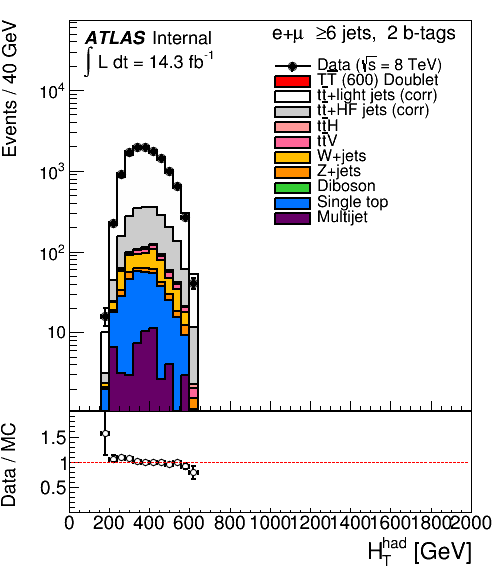 ATLAS Internal
∫ L dt = 14.3 fb⁻¹
e+μ ≥6 jets, 2 b-tags
Data (√s = 8 TeV)
TT̄ (600) Doublet
tt̄+light jets (corr)
tt̄+HF jets (corr)
tt̄H
tt̄V
W+jets
Z+jets
Diboson
Single top
Multijet
Events / 40 GeV
10⁴
10³
10²
10
Data / MC
1.5
1
0.5
0 200 400 600 800 1000 1200 1400 1600 1800 2000
H_T^had [GeV]